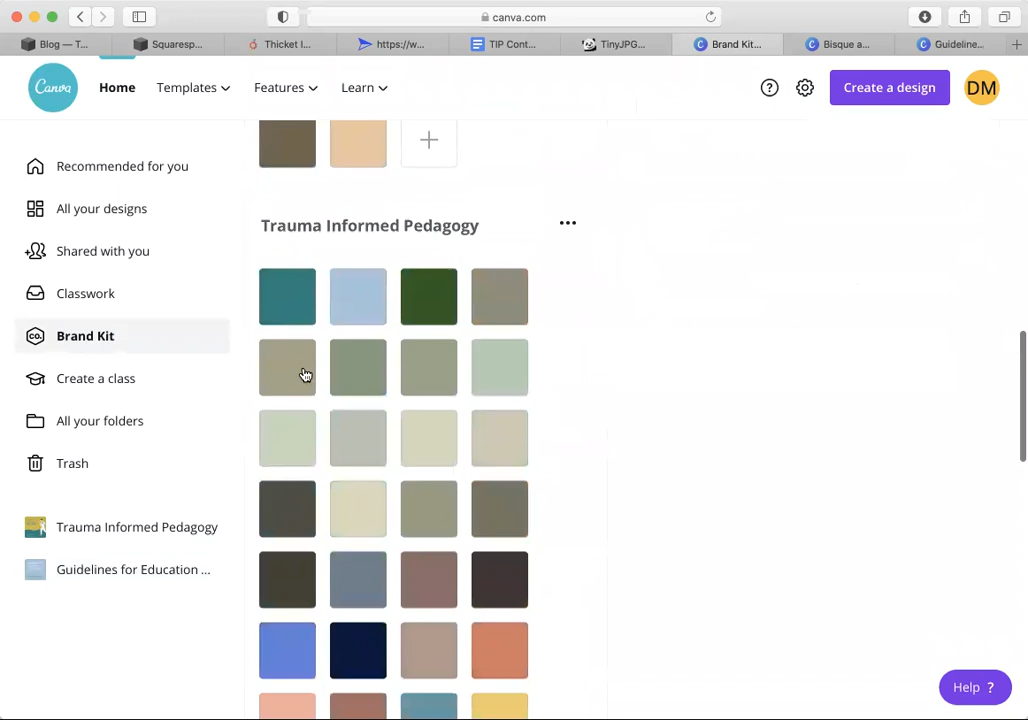 canva.com
Blog — T...
Squaresp...
Thicket I...
https://w...
TIP Cont...
TinyJPG...
Brand Kit...
Bisque a...
Guideline...
Canva
Home
Templates
Features
Learn
?
Create a design
DM
Recommended for you
All your designs
Shared with you
Classwork
CO.
Brand Kit
Create a class
All your folders
Trash
Trauma Informed Pedagogy
Guidelines for Education ...
Trauma Informed Pedagogy
Help ?